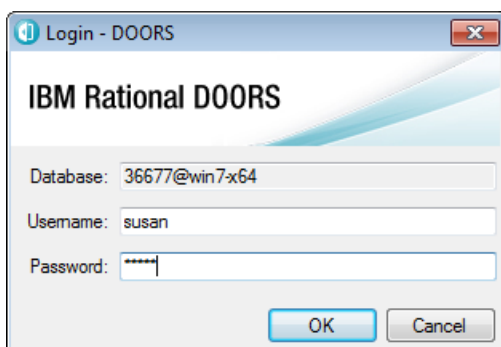 Login - DOORS
IBM Rational DOORS
Database: 36677@win7-x64
Username: susan
Password: *****
OK Cancel